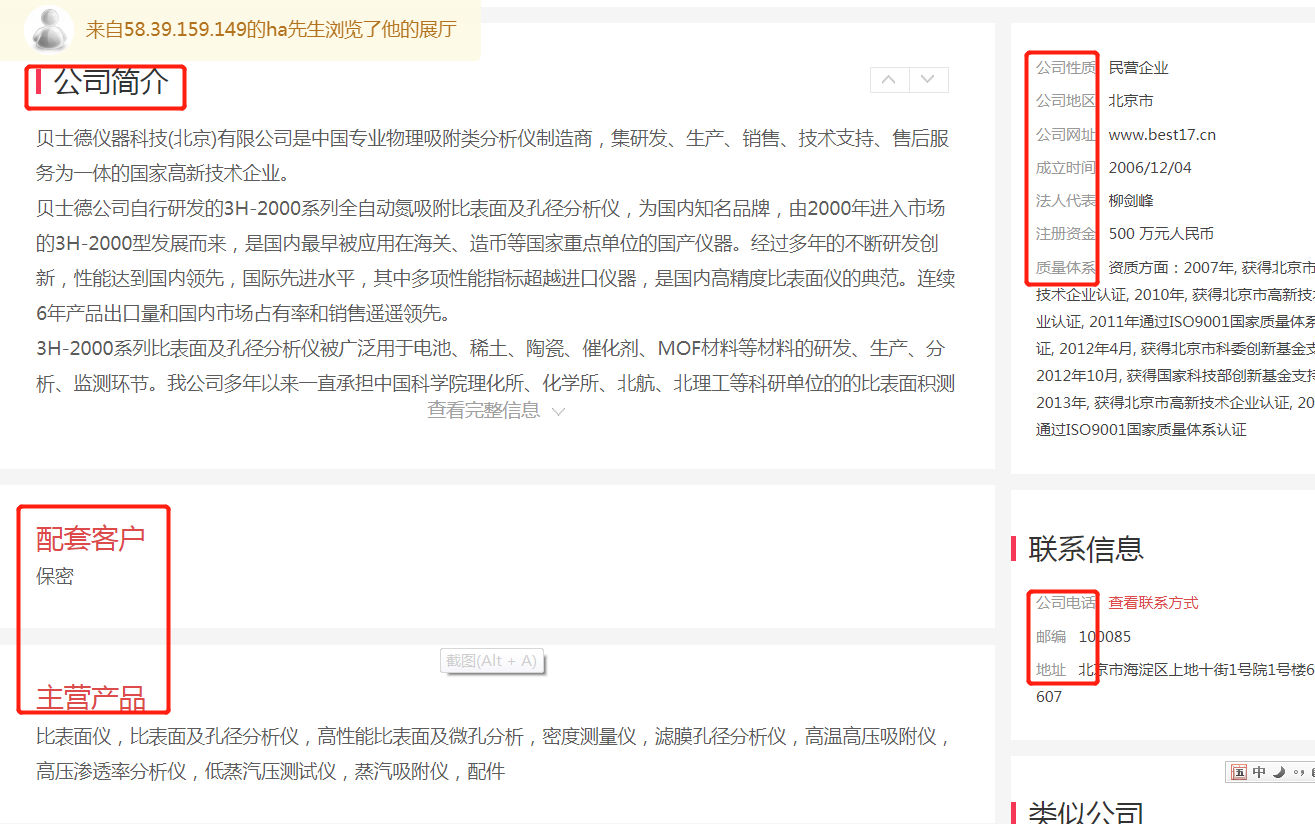 来自58.39.159.149的ha先生浏览了他的展厅
公司简介
贝士德仪器科技(北京)有限公司是中国专业物理吸附类分析仪制造商，集研发、生产、销售、技术支持、售后服
务为一体的国家高新技术企业。
贝士德公司自行研发的3H-2000系列全自动氮吸附比表面及孔径分析仪，为国内知名品牌，由2000年进入市场
的3H-2000型发展而来，是国内最早被应用在海关、造币等国家重点单位的国产仪器。经过多年的不断研发创
新，性能达到国内领先，国际先进水平，其中多项性能指标超越进口仪器，是国内高精度比表面仪的典范。连续
6年产品出口量和国内市场占有率和销售遥遥领先。
3H-2000系列比表面及孔径分析仪被广泛用于电池、稀土、陶瓷、催化剂、MOF材料等材料的研发、生产、分
析、监测环节。我公司多年以来一直承担中国科学院理化所、化学所、北航、北理工等科研单位的的比表面积测
查看完整信息
配套客户
保密
截图(Alt + A)
主营产品
比表面仪，比表面及孔径分析仪，高性能比表面及微孔分析，密度测量仪，滤膜孔径分析仪，高温高压吸附仪，
高压渗透率分析仪，低蒸汽压测试仪，蒸汽吸附仪，配件
公司性质 民营企业
公司地区 北京市
公司网址 www.best17.cn
成立时间 2006/12/04
法人代表 柳剑峰
注册资金 500 万元人民币
质量体系 资质方面：2007年, 获得北京市
技术企业认证, 2010年, 获得北京市高新技
业认证, 2011年通过ISO9001国家质量体系
证, 2012年4月, 获得北京市科委创新基金支
2012年10月, 获得国家科技部创新基金支持
2013年, 获得北京市高新技术企业认证, 20
通过ISO9001国家质量体系认证
联系信息
公司电话 查看联系方式
邮编 100085
地址 北京市海淀区上地十街1号院1号楼6
607
五 中
类似公司